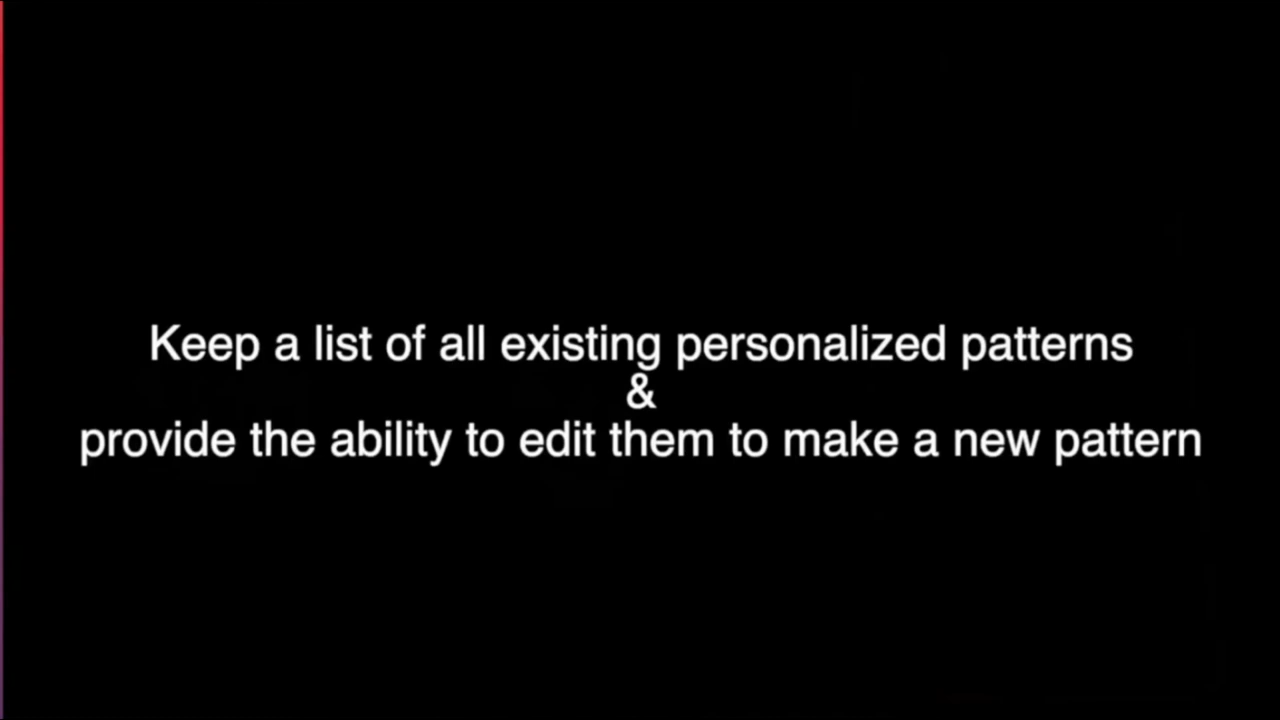 Keep a list of all existing personalized patterns
&
provide the ability to edit them to make a new pattern